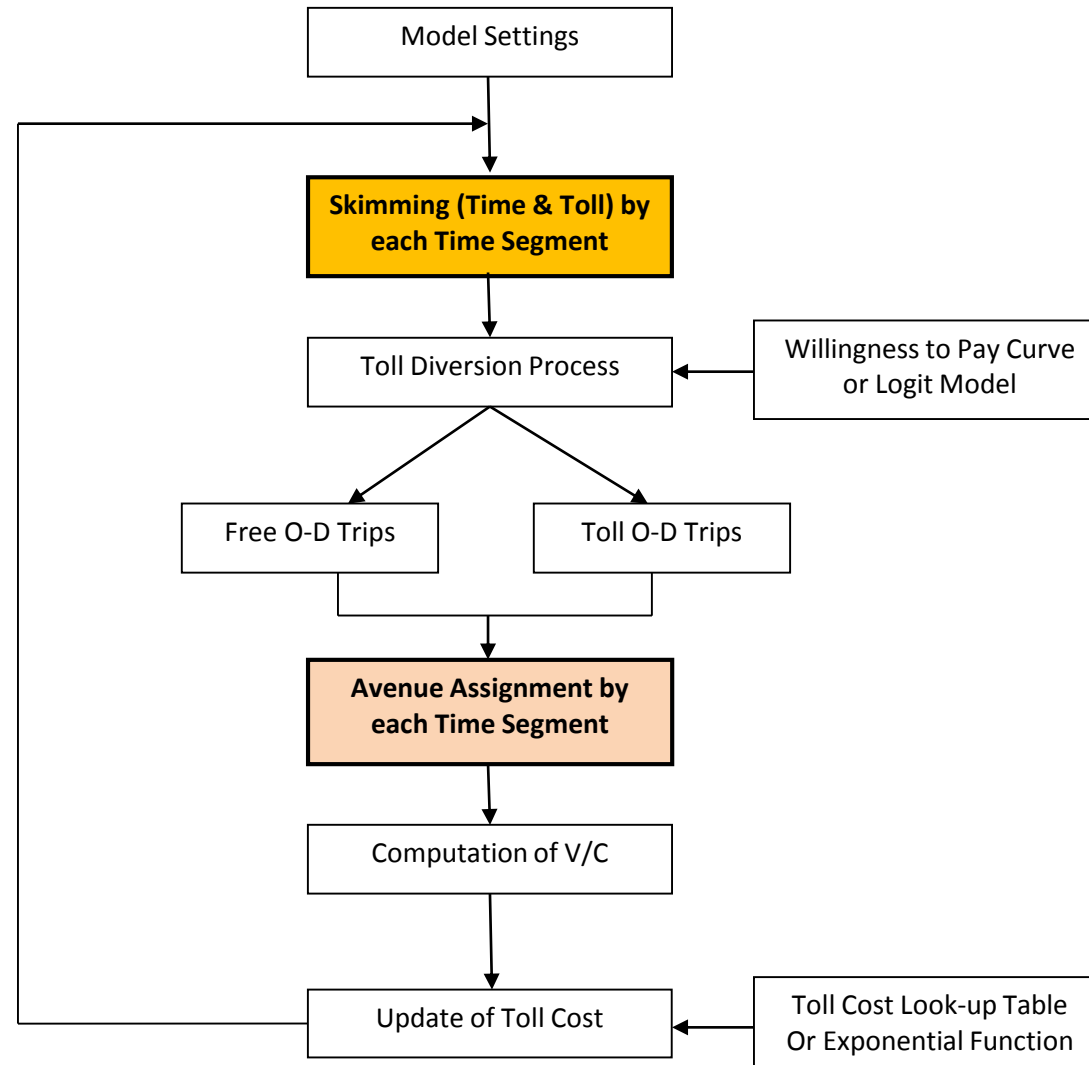 Model Settings
Skimming (Time & Toll) by
each Time Segment
Toll Diversion Process
Willingness to Pay Curve
or Logit Model
Free O-D Trips
Toll O-D Trips
Avenue Assignment by
each Time Segment
Computation of V/C
Update of Toll Cost
Toll Cost Look-up Table
Or Exponential Function